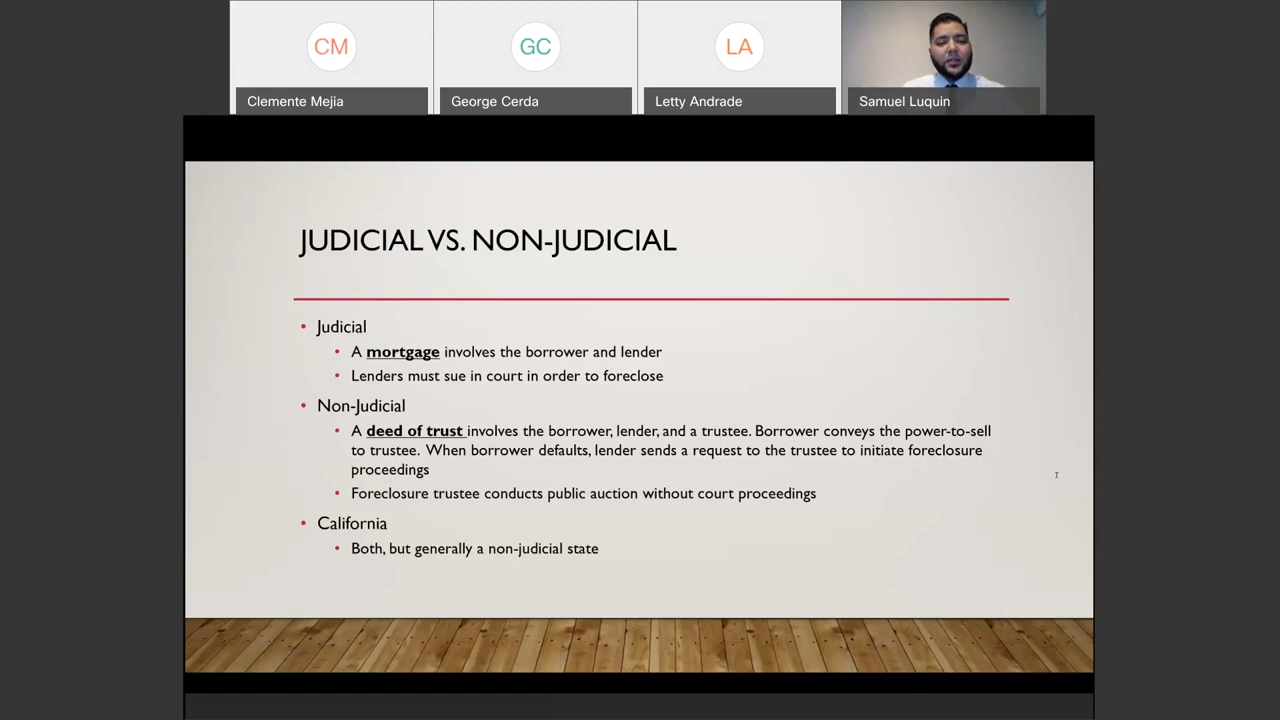 CM
GC
LA
Clemente Mejia
George Cerda
Letty Andrade
Samuel Luquin
JUDICIAL VS. NON-JUDICIAL
• Judicial
• A mortgage involves the borrower and lender
• Lenders must sue in court in order to foreclose
• Non-Judicial
• A deed of trust involves the borrower, lender, and a trustee. Borrower conveys the power-to-sell
to trustee. When borrower defaults, lender sends a request to the trustee to initiate foreclosure
proceedings
• Foreclosure trustee conducts public auction without court proceedings
• California
• Both, but generally a non-judicial state